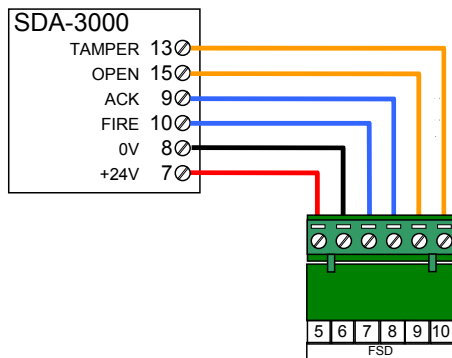 SDA-3000
TAMPER 13
OPEN 15
ACK 9
FIRE 10
0V 8
+24V 7
5 6 7 8 9 10
FSD